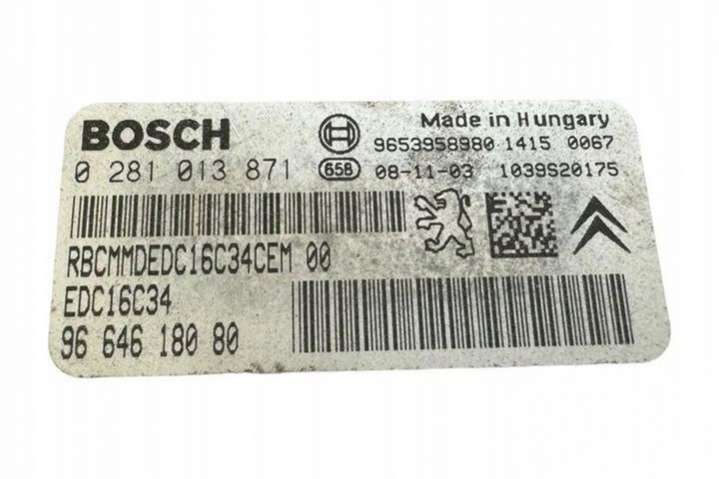 BOSCH
Made in Hungary
9653958980 1415 0067
0 281 013 871
658 08-11-03 1039S20175
RBCMMDEDC16C34CEM 00
EDC16C34
96 646 180 80